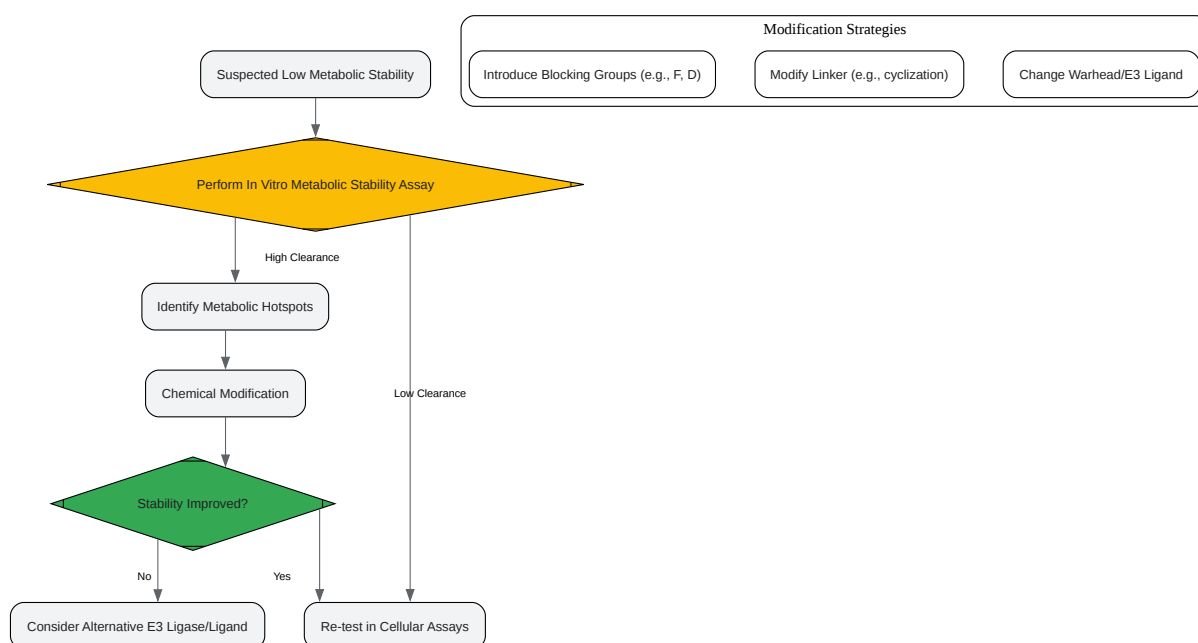 Modification Strategies
Suspected Low Metabolic Stability
Introduce Blocking Groups (e.g., F, D)
Modify Linker (e.g., cyclization)
Change Warhead/E3 Ligand
Perform In Vitro Metabolic Stability Assay
High Clearance
Identify Metabolic Hotspots
Chemical Modification
Low Clearance
Stability Improved?
No
Yes
Consider Alternative E3 Ligase/Ligand
Re-test in Cellular Assays